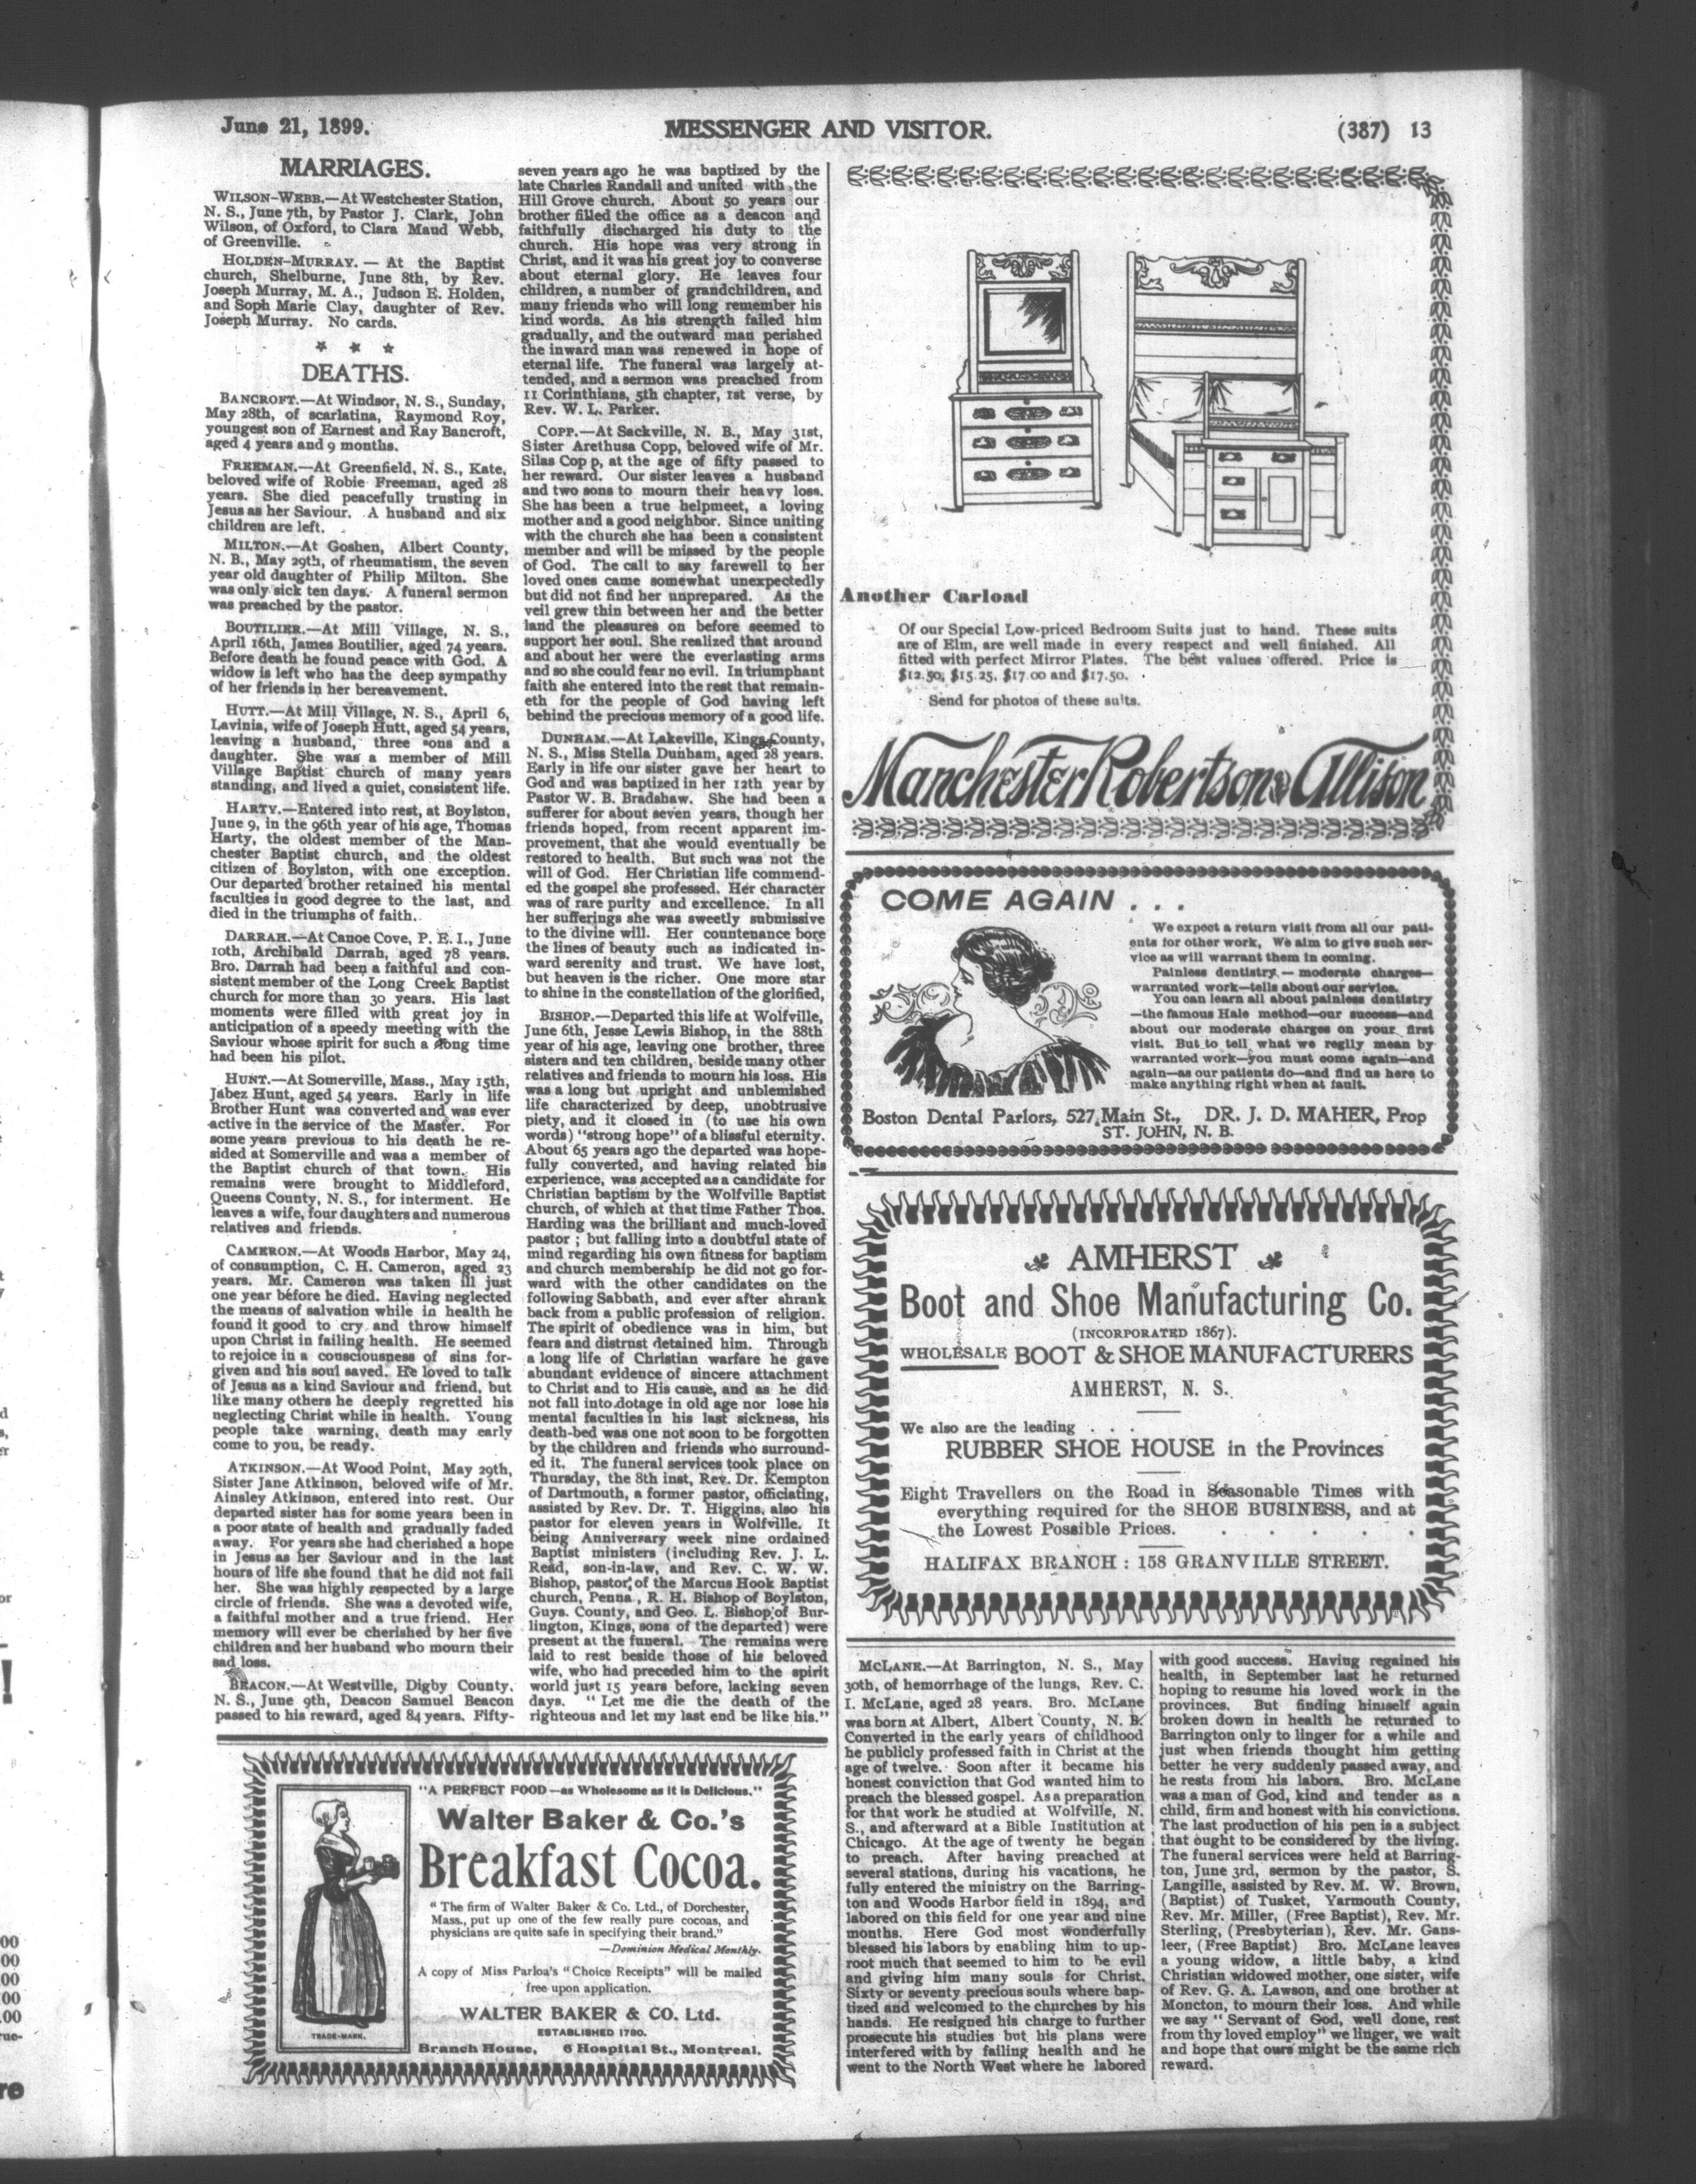 June 21, 1899.
MESSENGER AND VISITOR.
(387) 13
MARRIAGES.
WILSON-WEBB.—At Westchester Station,
N. S., June 7th, by Pastor J. Clark, John
Wilson, of Oxford, to Clara Maud Webb,
of Greenville.
HOLDEN-MURRAY. — At the Baptist
church, Shelburne, June 8th, by Rev.
Joseph Murray, M. A., Judson E. Holden,
and Soph Marie Clay, daughter of Rev.
Joseph Murray. No cards.
* * *
DEATHS.
BANCROFT.—At Windsor, N. S., Sunday,
May 28th, of scarlatina, Raymond Roy,
youngest son of Earnest and Ray Bancroft,
aged 4 years and 9 months.
FREEMAN.—At Greenfield, N. S., Kate,
beloved wife of Robie Freeman, aged 28
years. She died peacefully trusting in
Jesus as her Saviour. A husband and six
children are left.
MILTON.—At Goshen, Albert County,
N. B., May 29th, of rheumatism, the seven
year old daughter of Philip Milton. She
was only sick ten days. A funeral sermon
was preached by the pastor.
BOUTILIER.—At Mill Village, N. S.,
April 16th, James Boutilier, aged 74 years.
Before death he found peace with God. A
widow is left who has the deep sympathy
of her friends in her bereavement.
HUTT.—At Mill Village, N. S., April 6,
Lavinia, wife of Joseph Hutt, aged 54 years,
leaving a husband, three sons and a
daughter. She was a member of Mill
Village Baptist church of many years
standing, and lived a quiet, consistent life.
HARTY.—Entered into rest, at Boylston,
June 9, in the 96th year of his age, Thomas
Harty, the oldest member of the Man-
chester Baptist church, and the oldest
citizen of Boylston, with one exception.
Our departed brother retained his mental
faculties in good degree to the last, and
died in the triumphs of faith.
DARRAH.—At Canoe Cove, P. E. I., June
10th, Archibald Darrah, aged 78 years.
Bro. Darrah had been a faithful and con-
sistent member of the Long Creek Baptist
church for more than 30 years. His last
moments were filled with great joy in
anticipation of a speedy meeting with the
Saviour whose spirit for such a long time
had been his pilot.
HUNT.—At Somerville, Mass., May 15th,
Jabez Hunt, aged 54 years. Early in life
Brother Hunt was converted and was ever
active in the service of the Master. For
some years previous to his death he re-
sided at Somerville and was a member of
the Baptist church of that town. His
remains were brought to Middleford,
Queens County, N. S., for interment. He
leaves a wife, four daughters and numerous
relatives and friends.
CAMERON.—At Woods Harbor, May 24,
of consumption, C. H. Cameron, aged 23
years. Mr. Cameron was taken ill just
one year before he died. Having neglected
the means of salvation while in health he
found it good to cry and throw himself
upon Christ in failing health. He seemed
to rejoice in a consciousness of sins for-
given and his soul saved. He loved to talk
of Jesus as a kind Saviour and friend, but
like many others he deeply regretted his
neglecting Christ while in health. Young
people take warning, death may early
come to you, be ready.
ATKINSON.—At Wood Point, May 29th,
Sister Jane Atkinson, beloved wife of Mr.
Ainsley Atkinson, entered into rest. Our
departed sister has for some years been in
a poor state of health and gradually faded
away. For years she had cherished a hope
in Jesus as her Saviour and in the last
hours of life she found that he did not fail
her. She was highly respected by a large
circle of friends. She was a devoted wife,
a faithful mother and a true friend. Her
memory will ever be cherished by her five
children and her husband who mourn their
sad loss.
BEACON.—At Westville, Digby County.
N. S., June 9th, Deacon Samuel Beacon
passed to his reward, aged 84 years. Fifty-
seven years ago he was baptized by the
late Charles Randall and united with the
Hill Grove church. About 50 years our
brother filled the office as a deacon and
faithfully discharged his duty to the
church. His hope was very strong in
Christ, and it was his great joy to converse
about eternal glory. He leaves four
children, a number of grandchildren, and
many friends who will long remember his
kind words. As his strength failed him
gradually, and the outward man perished
the inward man was renewed in hope of
eternal life. The funeral was largely at-
tended, and a sermon was preached from
11 Corinthians, 5th chapter, 1st verse, by
Rev. W. L. Parker.
COPP.—At Sackville, N. B., May 31st,
Sister Arethusa Copp, beloved wife of Mr.
Silas Cop p, at the age of fifty passed to
her reward. Our sister leaves a husband
and two sons to mourn their heavy loss.
She has been a true helpmeet, a loving
mother and a good neighbor. Since uniting
with the church she has been a consistent
member and will be missed by the people
of God. The call to say farewell to her
loved ones came somewhat unexpectedly
but did not find her unprepared. As the
veil grew thin between her and the better
land the pleasures on before seemed to
support her soul. She realized that around
and about her were the everlasting arms
and so she could fear no evil. In triumphant
faith she entered into the rest that remain-
eth for the people of God having left
behind the precious memory of a good life.
DUNHAM.—At Lakeville, Kings County,
N. S., Miss Stella Dunham, aged 28 years.
Early in life our sister gave her heart to
God and was baptized in her 12th year by
Pastor W. B. Bradshaw. She had been a
sufferer for about seven years, though her
friends hoped, from recent apparent im-
provement, that she would eventually be
restored to health. But such was not the
will of God. Her Christian life commend-
ed the gospel she professed. Her character
was of rare purity and excellence. In all
her sufferings she was sweetly submissive
to the divine will. Her countenance bore
the lines of beauty such as indicated in-
ward serenity and trust. We have lost,
but heaven is the richer. One more star
to shine in the constellation of the glorified,
BISHOP.—Departed this life at Wolfville,
June 6th, Jesse Lewis Bishop, in the 88th
year of his age, leaving one brother, three
sisters and ten children, beside many other
relatives and friends to mourn his loss. His
was a long but upright and unblemished
life characterized by deep, unobtrusive
piety, and it closed in (to use his own
words) "strong hope" of a blissful eternity.
About 65 years ago the departed was hope-
fully converted, and having related his
experience, was accepted as a candidate for
Christian baptism by the Wolfville Baptist
church, of which at that time Father Thos.
Harding was the brilliant and much-loved
pastor ; but falling into a doubtful state of
mind regarding his own fitness for baptism
and church membership he did not go for-
ward with the other candidates on the
following Sabbath, and ever after shrank
back from a public profession of religion.
The spirit of obedience was in him, but
fears and distrust detained him. Through
a long life of Christian warfare he gave
abundant evidence of sincere attachment
to Christ and to His cause, and as he did
not fall into dotage in old age nor lose his
mental faculties in his last sickness, his
death-bed was one not soon to be forgotten
by the children and friends who surround-
ed it. The funeral services took place on
Thursday, the 8th inst, Rev. Dr. Kempton
of Dartmouth, a former pastor, officiating,
assisted by Rev. Dr. T. Higgins, also his
pastor for eleven years in Wolfville. It
being Anniversary week nine ordained
Baptist ministers (including Rev. J. L.
Read, son-in-law, and Rev. C. W. W.
Bishop, pastor of the Marcus Hook Baptist
church, Penna., R. H. Bishop of Boylston,
Guys. County, and Geo. L. Bishop of Bur-
lington, Kings, sons of the departed) were
present at the funeral. The remains were
laid to rest beside those of his beloved
wife, who had preceded him to the spirit
world just 15 years before, lacking seven
days. "Let me die the death of the
righteous and let my last end be like his."
"A PERFECT FOOD—as Wholesome as it is Delicious."
Walter Baker & Co.'s
Breakfast Cocoa.
"The firm of Walter Baker & Co. Ltd., of Dorchester,
Mass., put up one of the few really pure cocoas, and
physicians are quite safe in specifying their brand."
—Dominion Medical Monthly.
A copy of Miss Parloa's "Choice Receipts" will be mailed
free upon application.
WALTER BAKER & CO. Ltd.
ESTABLISHED 1780.
Branch House, 6 Hospital St., Montreal.
TRADE-MARK.
Another Carload
Of our Special Low-priced Bedroom Suits just to hand. These suits
are of Elm, are well made in every respect and well finished. All
fitted with perfect Mirror Plates. The best values offered. Price is
$12.50, $15.25, $17.00 and $17.50.
Send for photos of these suits.
Manchester Robertson & Allison
COME AGAIN . . .
We expect a return visit from all our pati-
ents for other work, We aim to give such ser-
vice as will warrant them in coming.
Painless dentistry — moderate charges—
warranted work—tells about our service.
You can learn all about painless dentistry
—the famous Hale method—our success—and
about our moderate charges on your first
visit. But to tell what we reglly mean by
warranted work—you must come again—and
again—as our patients do—and find us here to
make anything right when at fault.
Boston Dental Parlors, 527 Main St., DR. J. D. MAHER, Prop
ST. JOHN, N. B.
AMHERST
Boot and Shoe Manufacturing Co.
(INCORPORATED 1867).
WHOLESALE BOOT & SHOE MANUFACTURERS
AMHERST, N. S.
We also are the leading . . .
RUBBER SHOE HOUSE in the Provinces
Eight Travellers on the Road in Seasonable Times with
everything required for the SHOE BUSINESS, and at
the Lowest Possible Prices. . . . . .
HALIFAX BRANCH : 158 GRANVILLE STREET.
MCLANE.—At Barrington, N. S., May
30th, of hemorrhage of the lungs, Rev. C.
I. McLane, aged 28 years. Bro. McLane
was born at Albert, Albert County, N. B.
Converted in the early years of childhood
he publicly professed faith in Christ at the
age of twelve. Soon after it became his
honest conviction that God wanted him to
preach the blessed gospel. As a preparation
for that work he studied at Wolfville, N.
S., and afterward at a Bible Institution at
Chicago. At the age of twenty he began
to preach. After having preached at
several stations, during his vacations, he
fully entered the ministry on the Barring-
ton and Woods Harbor field in 1894, and
labored on this field for one year and nine
months. Here God most wonderfully
blessed his labors by enabling him to up-
root much that seemed to him to be evil
and giving him many souls for Christ.
Sixty or seventy precious souls where bap-
tized and welcomed to the churches by his
hands. He resigned his charge to further
prosecute his studies but his plans were
interfered with by failing health and he
went to the North West where he labored
with good success. Having regained his
health, in September last he returned
hoping to resume his loved work in the
provinces. But finding himself again
broken down in health he returned to
Barrington only to linger for a while and
just when friends thought him getting
better he very suddenly passed away, and
he rests from his labors. Bro. McLane
was a man of God, kind and tender as a
child, firm and honest with his convictions.
The last production of his pen is a subject
that ought to be considered by the living.
The funeral services were held at Barring-
ton, June 3rd, sermon by the pastor, S.
Langille, assisted by Rev. M. W. Brown,
(Baptist) of Tusket, Yarmouth County,
Rev. Mr. Miller, (Free Baptist), Rev. Mr.
Sterling, (Presbyterian), Rev. Mr. Gans-
leer, (Free Baptist) Bro. McLane leaves
a young widow, a little baby, a kind
Christian widowed mother, one sister, wife
of Rev. G. A. Lawson, and one brother at
Moncton, to mourn their loss. And while
we say "Servant of God, well done, rest
from thy loved employ" we linger, we wait
and hope that ours might be the same rich
reward.